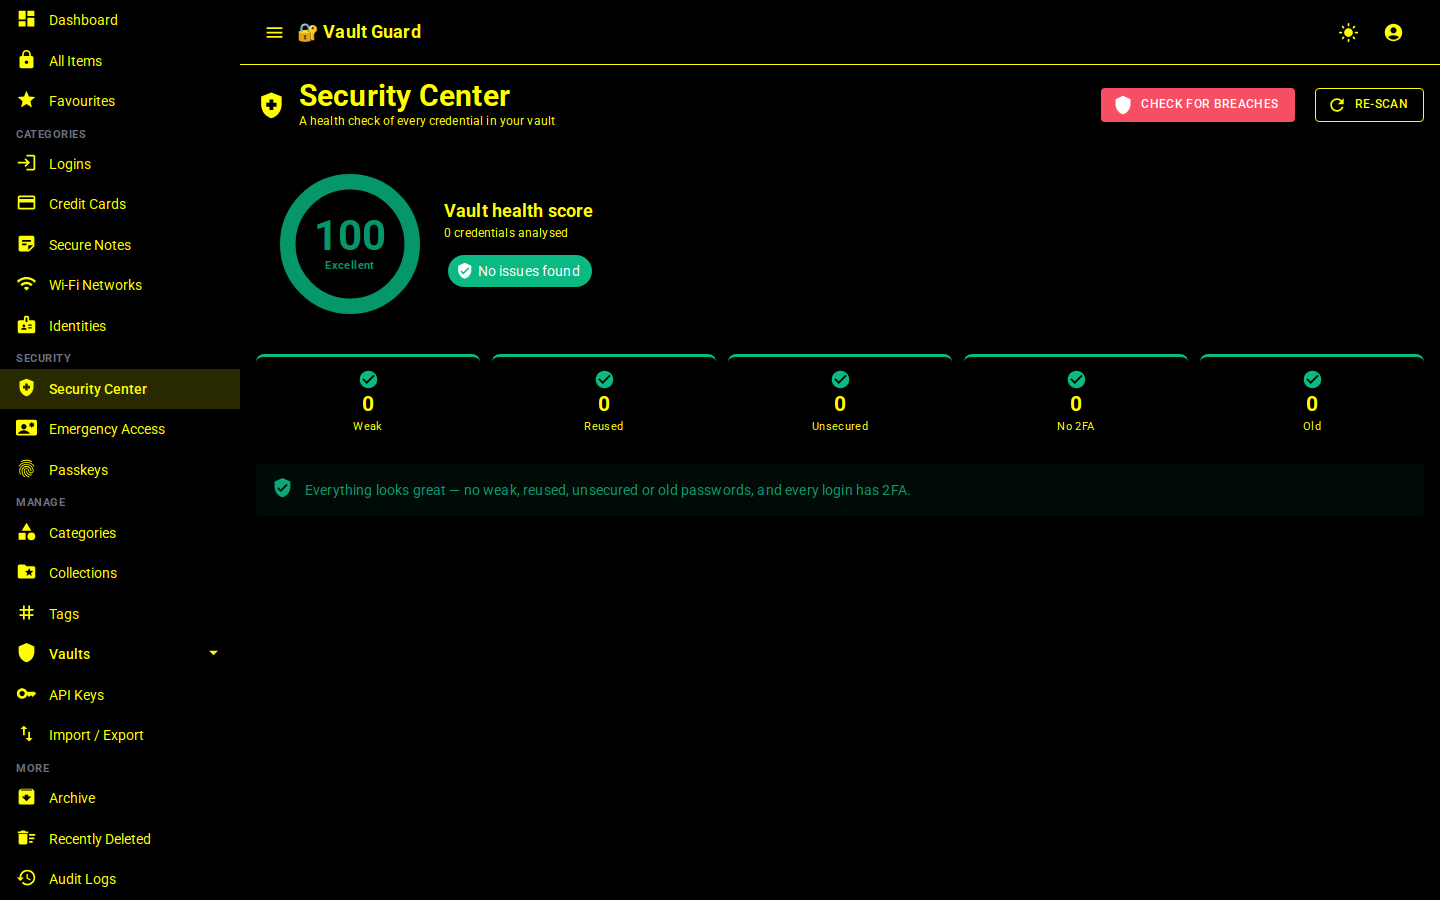 Dashboard
All Items
Favourites
CATEGORIES
Logins
Credit Cards
Secure Notes
Wi-Fi Networks
Identities
SECURITY
Security Center
Emergency Access
Passkeys
MANAGE
Categories
Collections
Tags
Vaults
API Keys
Import / Export
MORE
Archive
Recently Deleted
Audit Logs
Vault Guard
Security Center
A health check of every credential in your vault
CHECK FOR BREACHES
RE-SCAN
100
Excellent
Vault health score
0 credentials analysed
No issues found
0
Weak
0
Reused
0
Unsecured
0
No 2FA
0
Old
Everything looks great — no weak, reused, unsecured or old passwords, and every login has 2FA.